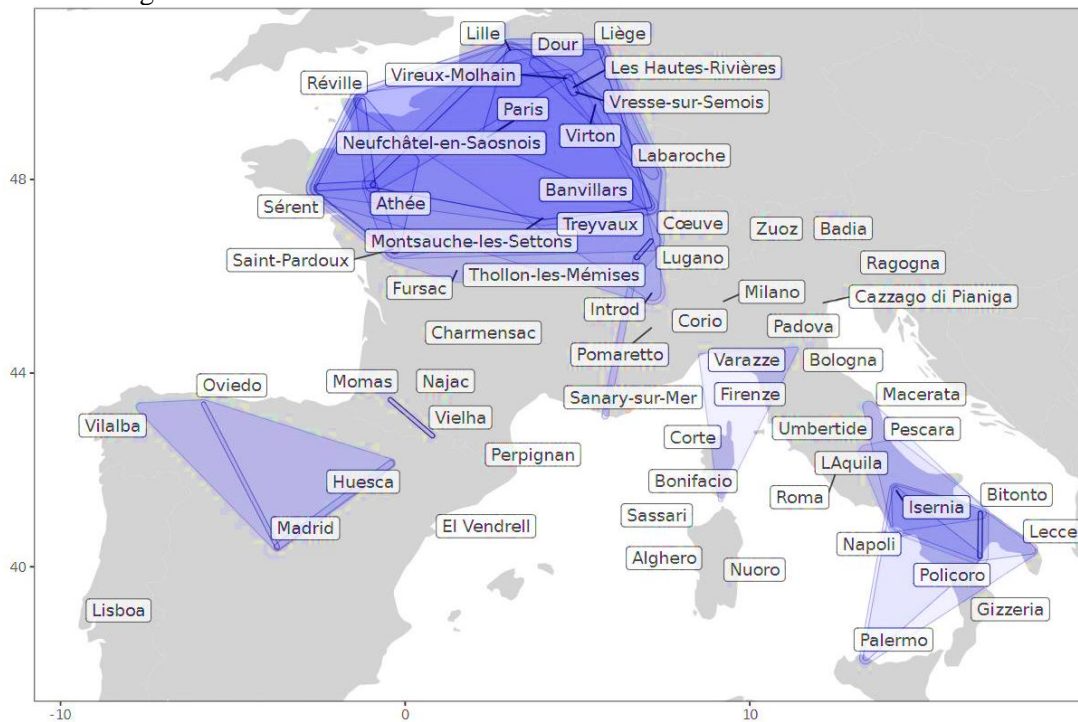 Lille
Dour
Liège
Vireux-Molhain
Les Hautes-Rivières
Réville
Paris
Vresse-sur-Semois
Neufchâtel-en-Saosnois
Virton
Labaroche
48
Banvillars
Sérent
Athée
Treyvaux
Cœuve
Zuoz
Badia
Montsauche-les-Settons
Saint-Pardoux
Lugano
Ragogna
Thollon-les-Mémises
Fursac
Milano
Cazzago di Pianiga
Introd
Corio
Padova
Charmensac
Pomaretto
Varazze
Bologna
44
Oviedo
Momas
Najac
Sanary-sur-Mer
Firenze
Macerata
Vilalba
Vielha
Umbertide
Pescara
Corte
Perpignan
LAquila
Huesca
Bonifacio
Roma
Isernia
Bitonto
Madrid
El Vendrell
Sassari
Napoli
Lecce
40
Alghero
Nuoro
Policoro
Lisboa
Gizzeria
Palermo
-10
0
10